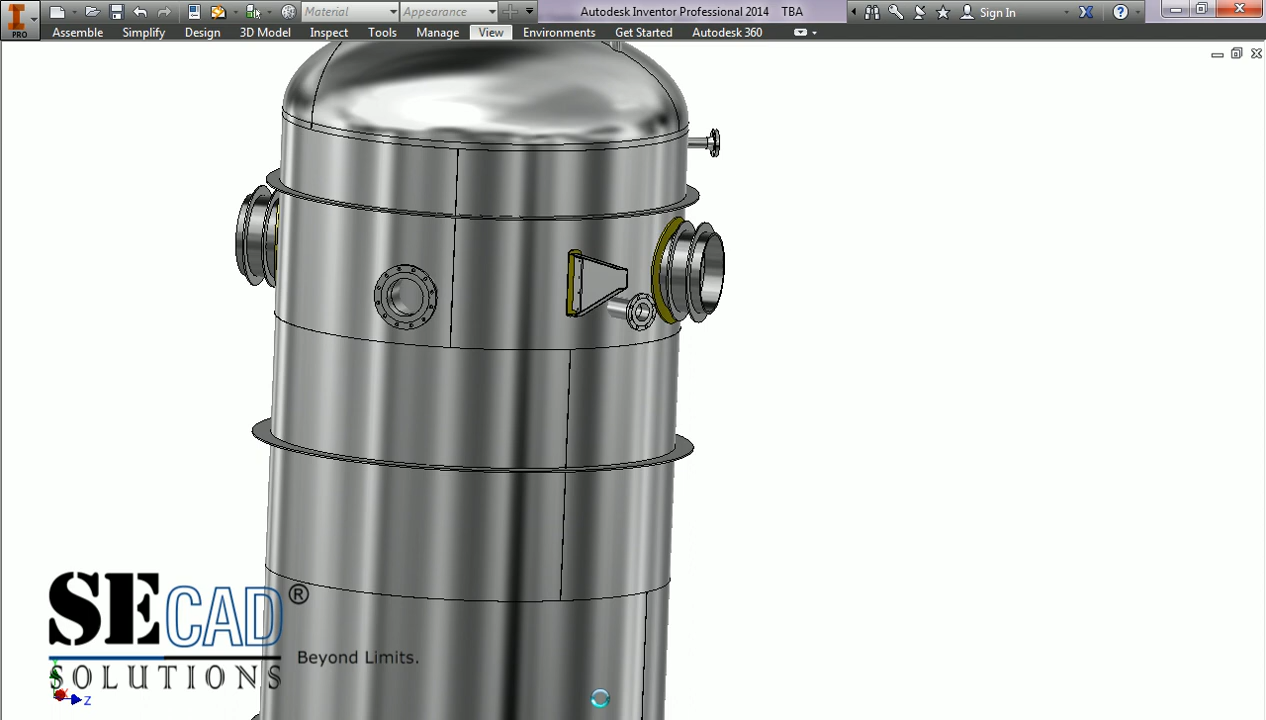 Material
Appearance
Autodesk Inventor Professional 2014 TBA
Sign In
PRO
Assemble Simplify Design 3D Model Inspect Tools Manage View Environments Get Started Autodesk 360
SECAD®
SOLUTIONS
Beyond Limits.
Y
Z